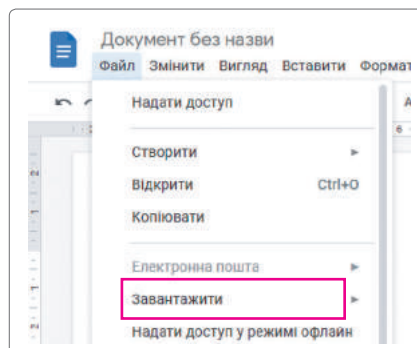 Документ без назви
Файл Змінити Вигляд Вставити Формат
Надати доступ
Створити
Відкрити Ctrl+O
Копіювати
Електронна пошта
Завантажити
Надати доступ у режимі офлайн